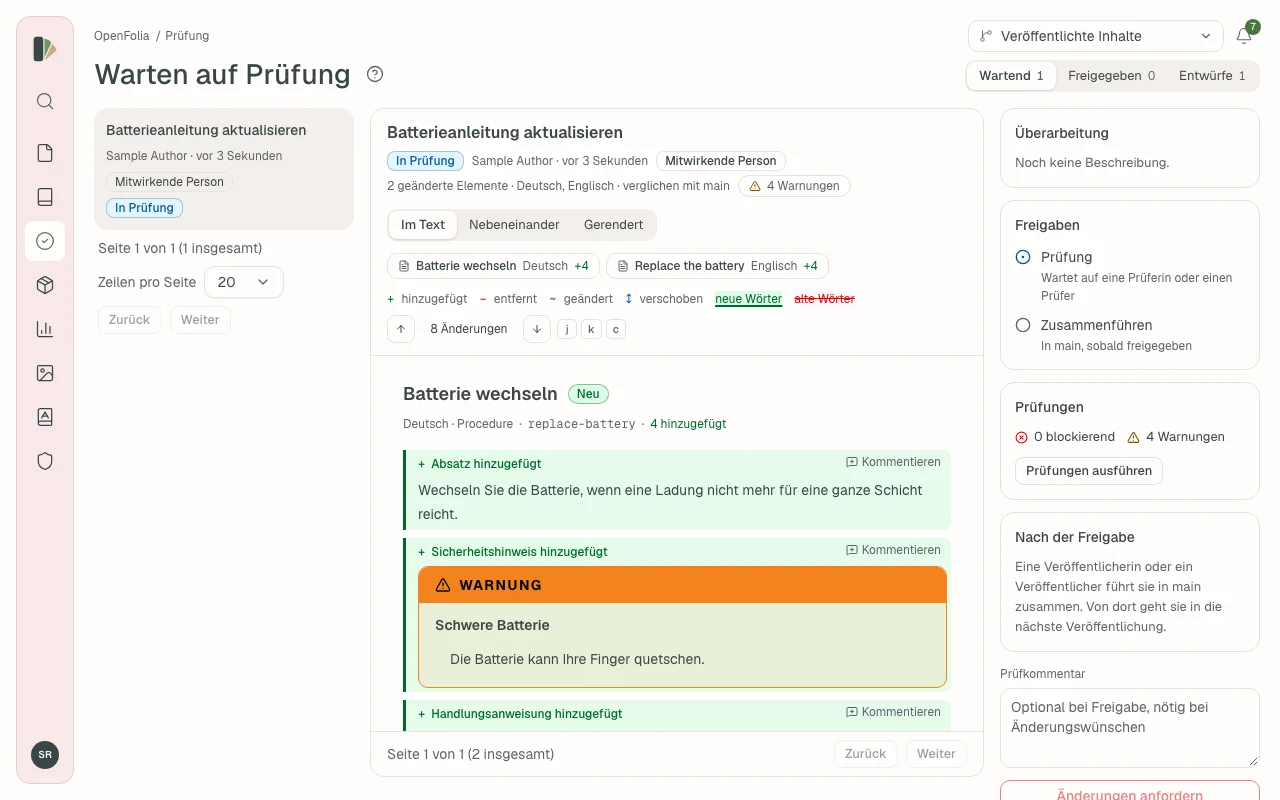 OpenFolia / Prüfung
Veröffentlichte Inhalte
7
Warten auf Prüfung
Wartend 1
Freigegeben 0
Entwürfe 1
Batterieanleitung aktualisieren
Sample Author · vor 3 Sekunden
Mitwirkende Person
In Prüfung
Seite 1 von 1 (1 insgesamt)
Zeilen pro Seite 20
Zurück Weiter
Batterieanleitung aktualisieren
In Prüfung Sample Author · vor 3 Sekunden Mitwirkende Person
2 geänderte Elemente · Deutsch, Englisch · verglichen mit main 4 Warnungen
Im Text Nebeneinander Gerendert
Batterie wechseln Deutsch +4 Replace the battery Englisch +4
+ hinzugefügt − entfernt ~ geändert ↕ verschoben neue Wörter alte Wörter
↑ 8 Änderungen ↓ j k c
Batterie wechseln Neu
Deutsch · Procedure · replace-battery · 4 hinzugefügt
+ Absatz hinzugefügt Kommentieren
Wechseln Sie die Batterie, wenn eine Ladung nicht mehr für eine ganze Schicht
reicht.
+ Sicherheitshinweis hinzugefügt Kommentieren
WARNUNG
Schwere Batterie
Die Batterie kann Ihre Finger quetschen.
+ Handlungsanweisung hinzugefügt Kommentieren
Seite 1 von 1 (2 insgesamt) Zurück Weiter
Überarbeitung
Noch keine Beschreibung.
Freigaben
Prüfung
Wartet auf eine Prüferin oder einen
Prüfer
Zusammenführen
In main, sobald freigegeben
Prüfungen
0 blockierend 4 Warnungen
Prüfungen ausführen
Nach der Freigabe
Eine Veröffentlicherin oder ein
Veröffentlicher führt sie in main
zusammen. Von dort geht sie in die
nächste Veröffentlichung.
Prüfkommentar
Optional bei Freigabe, nötig bei
Änderungswünschen
Änderungen anfordern
SR